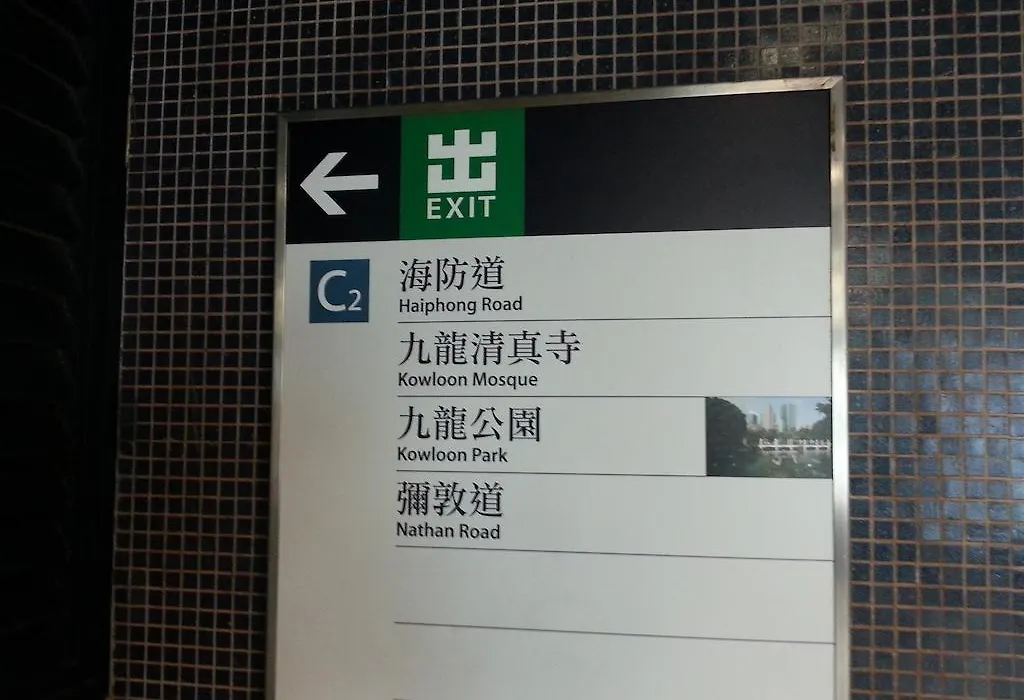 出
EXIT
C2
海防道
Haiphong Road
九龍清真寺
Kowloon Mosque
九龍公園
Kowloon Park
彌敦道
Nathan Road